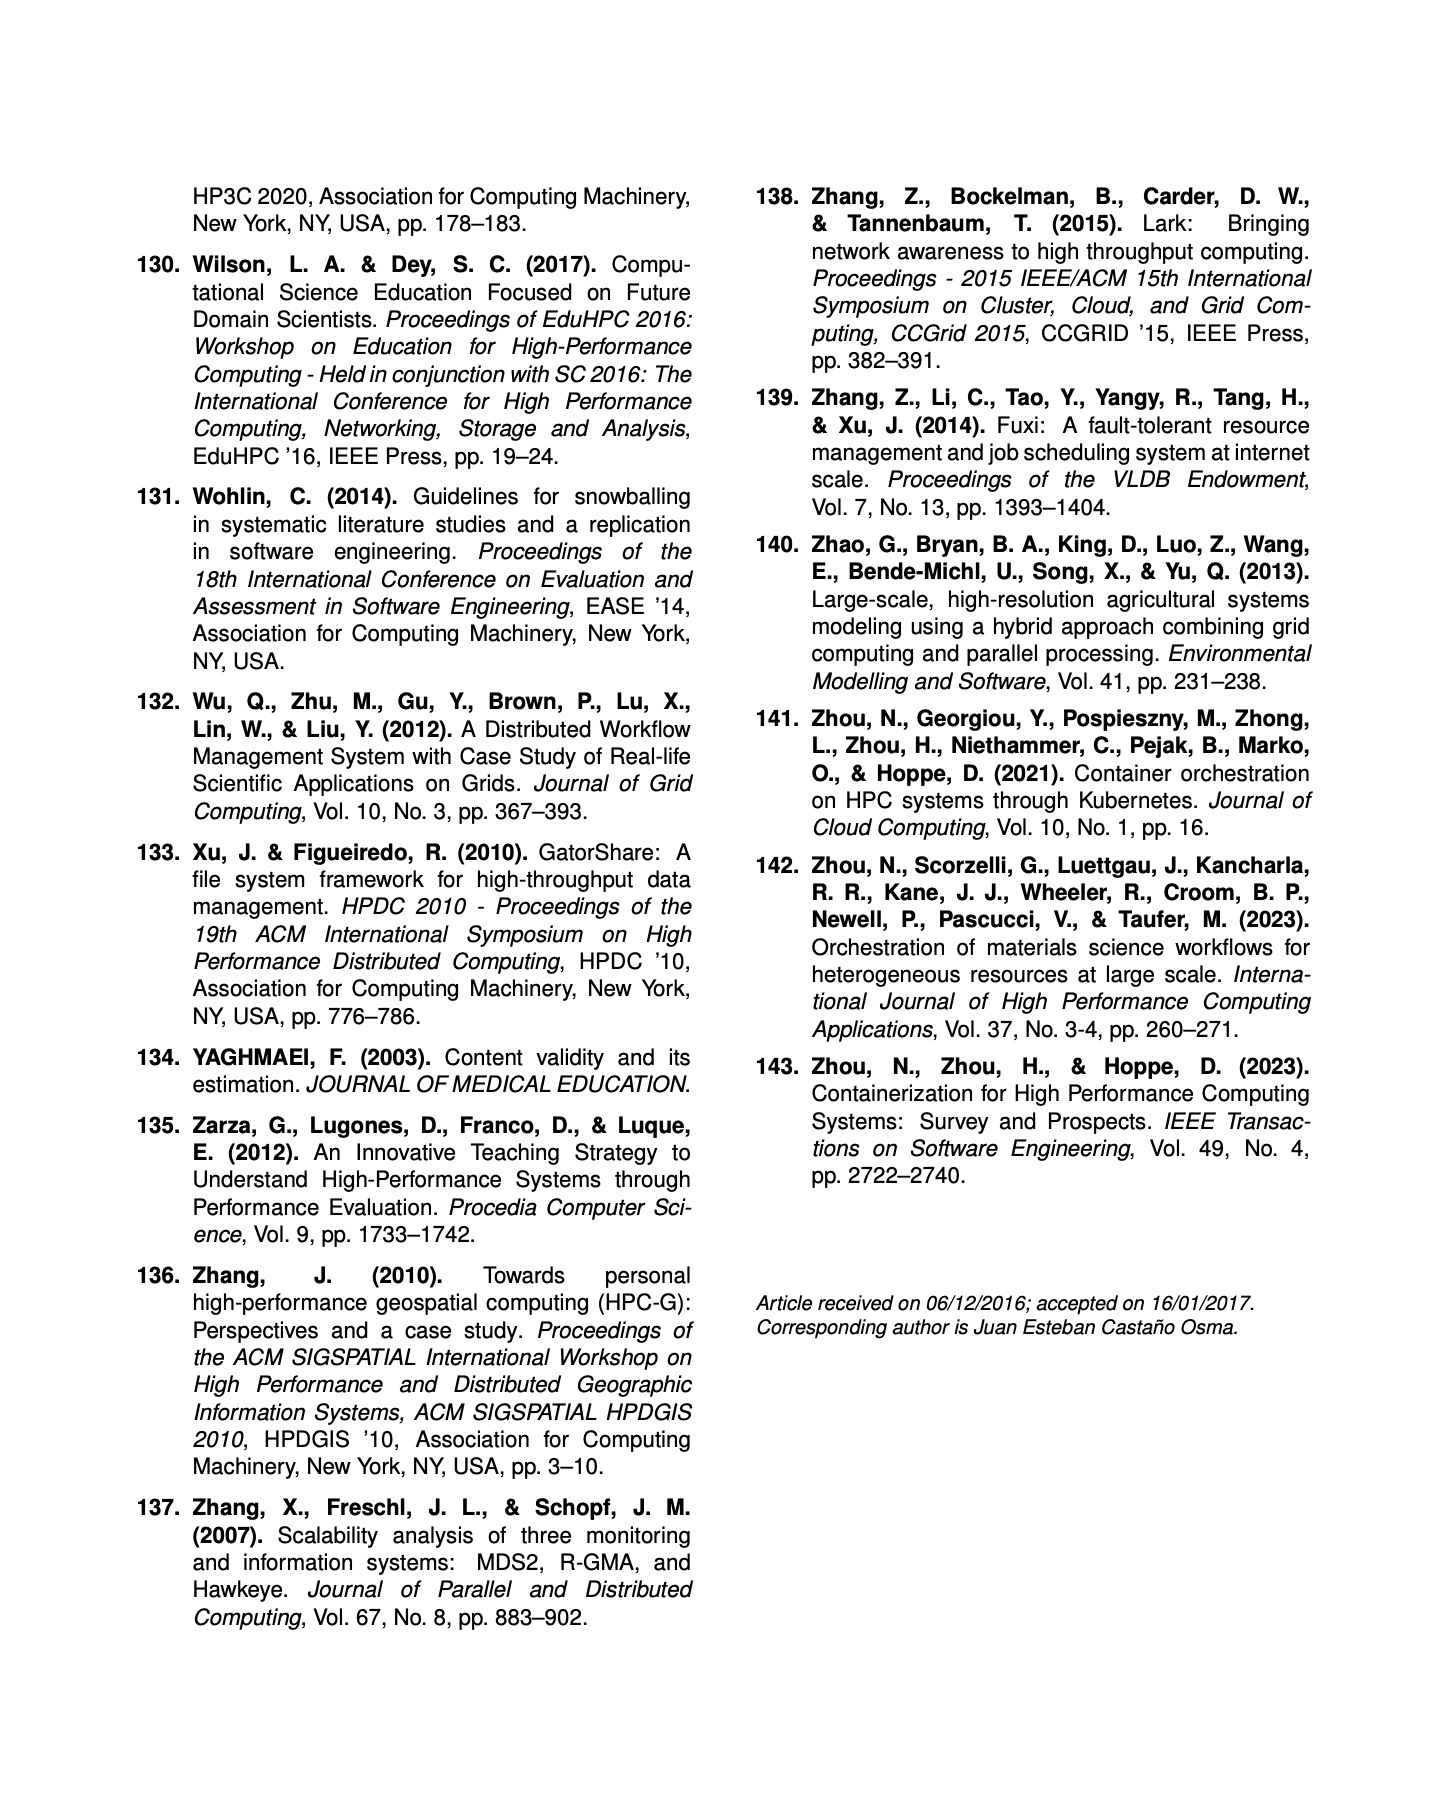 HP3C 2020, Association for Computing Machinery,
New York, NY, USA, pp. 178–183.
130. Wilson, L. A. & Dey, S. C. (2017). Compu-
tational Science Education Focused on Future
Domain Scientists. Proceedings of EduHPC 2016:
Workshop on Education for High-Performance
Computing - Held in conjunction with SC 2016: The
International Conference for High Performance
Computing, Networking, Storage and Analysis,
EduHPC ’16, IEEE Press, pp. 19–24.
131. Wohlin, C. (2014). Guidelines for snowballing
in systematic literature studies and a replication
in software engineering. Proceedings of the
18th International Conference on Evaluation and
Assessment in Software Engineering, EASE ’14,
Association for Computing Machinery, New York,
NY, USA.
132. Wu, Q., Zhu, M., Gu, Y., Brown, P., Lu, X.,
Lin, W., & Liu, Y. (2012). A Distributed Workflow
Management System with Case Study of Real-life
Scientific Applications on Grids. Journal of Grid
Computing, Vol. 10, No. 3, pp. 367–393.
133. Xu, J. & Figueiredo, R. (2010). GatorShare: A
file system framework for high-throughput data
management. HPDC 2010 - Proceedings of the
19th ACM International Symposium on High
Performance Distributed Computing, HPDC ’10,
Association for Computing Machinery, New York,
NY, USA, pp. 776–786.
134. YAGHMAEI, F. (2003). Content validity and its
estimation. JOURNAL OF MEDICAL EDUCATION.
135. Zarza, G., Lugones, D., Franco, D., & Luque,
E. (2012). An Innovative Teaching Strategy to
Understand High-Performance Systems through
Performance Evaluation. Procedia Computer Sci-
ence, Vol. 9, pp. 1733–1742.
136. Zhang, J. (2010). Towards personal
high-performance geospatial computing (HPC-G):
Perspectives and a case study. Proceedings of
the ACM SIGSPATIAL International Workshop on
High Performance and Distributed Geographic
Information Systems, ACM SIGSPATIAL HPDGIS
2010, HPDGIS ’10, Association for Computing
Machinery, New York, NY, USA, pp. 3–10.
137. Zhang, X., Freschl, J. L., & Schopf, J. M.
(2007). Scalability analysis of three monitoring
and information systems: MDS2, R-GMA, and
Hawkeye. Journal of Parallel and Distributed
Computing, Vol. 67, No. 8, pp. 883–902.
138. Zhang, Z., Bockelman, B., Carder, D. W.,
& Tannenbaum, T. (2015). Lark: Bringing
network awareness to high throughput computing.
Proceedings - 2015 IEEE/ACM 15th International
Symposium on Cluster, Cloud, and Grid Com-
puting, CCGrid 2015, CCGRID ’15, IEEE Press,
pp. 382–391.
139. Zhang, Z., Li, C., Tao, Y., Yangy, R., Tang, H.,
& Xu, J. (2014). Fuxi: A fault-tolerant resource
management and job scheduling system at internet
scale. Proceedings of the VLDB Endowment,
Vol. 7, No. 13, pp. 1393–1404.
140. Zhao, G., Bryan, B. A., King, D., Luo, Z., Wang,
E., Bende-Michl, U., Song, X., & Yu, Q. (2013).
Large-scale, high-resolution agricultural systems
modeling using a hybrid approach combining grid
computing and parallel processing. Environmental
Modelling and Software, Vol. 41, pp. 231–238.
141. Zhou, N., Georgiou, Y., Pospieszny, M., Zhong,
L., Zhou, H., Niethammer, C., Pejak, B., Marko,
O., & Hoppe, D. (2021). Container orchestration
on HPC systems through Kubernetes. Journal of
Cloud Computing, Vol. 10, No. 1, pp. 16.
142. Zhou, N., Scorzelli, G., Luettgau, J., Kancharla,
R. R., Kane, J. J., Wheeler, R., Croom, B. P.,
Newell, P., Pascucci, V., & Taufer, M. (2023).
Orchestration of materials science workflows for
heterogeneous resources at large scale. Interna-
tional Journal of High Performance Computing
Applications, Vol. 37, No. 3-4, pp. 260–271.
143. Zhou, N., Zhou, H., & Hoppe, D. (2023).
Containerization for High Performance Computing
Systems: Survey and Prospects. IEEE Transac-
tions on Software Engineering, Vol. 49, No. 4,
pp. 2722–2740.
Article received on 06/12/2016; accepted on 16/01/2017.
Corresponding author is Juan Esteban Castaño Osma.